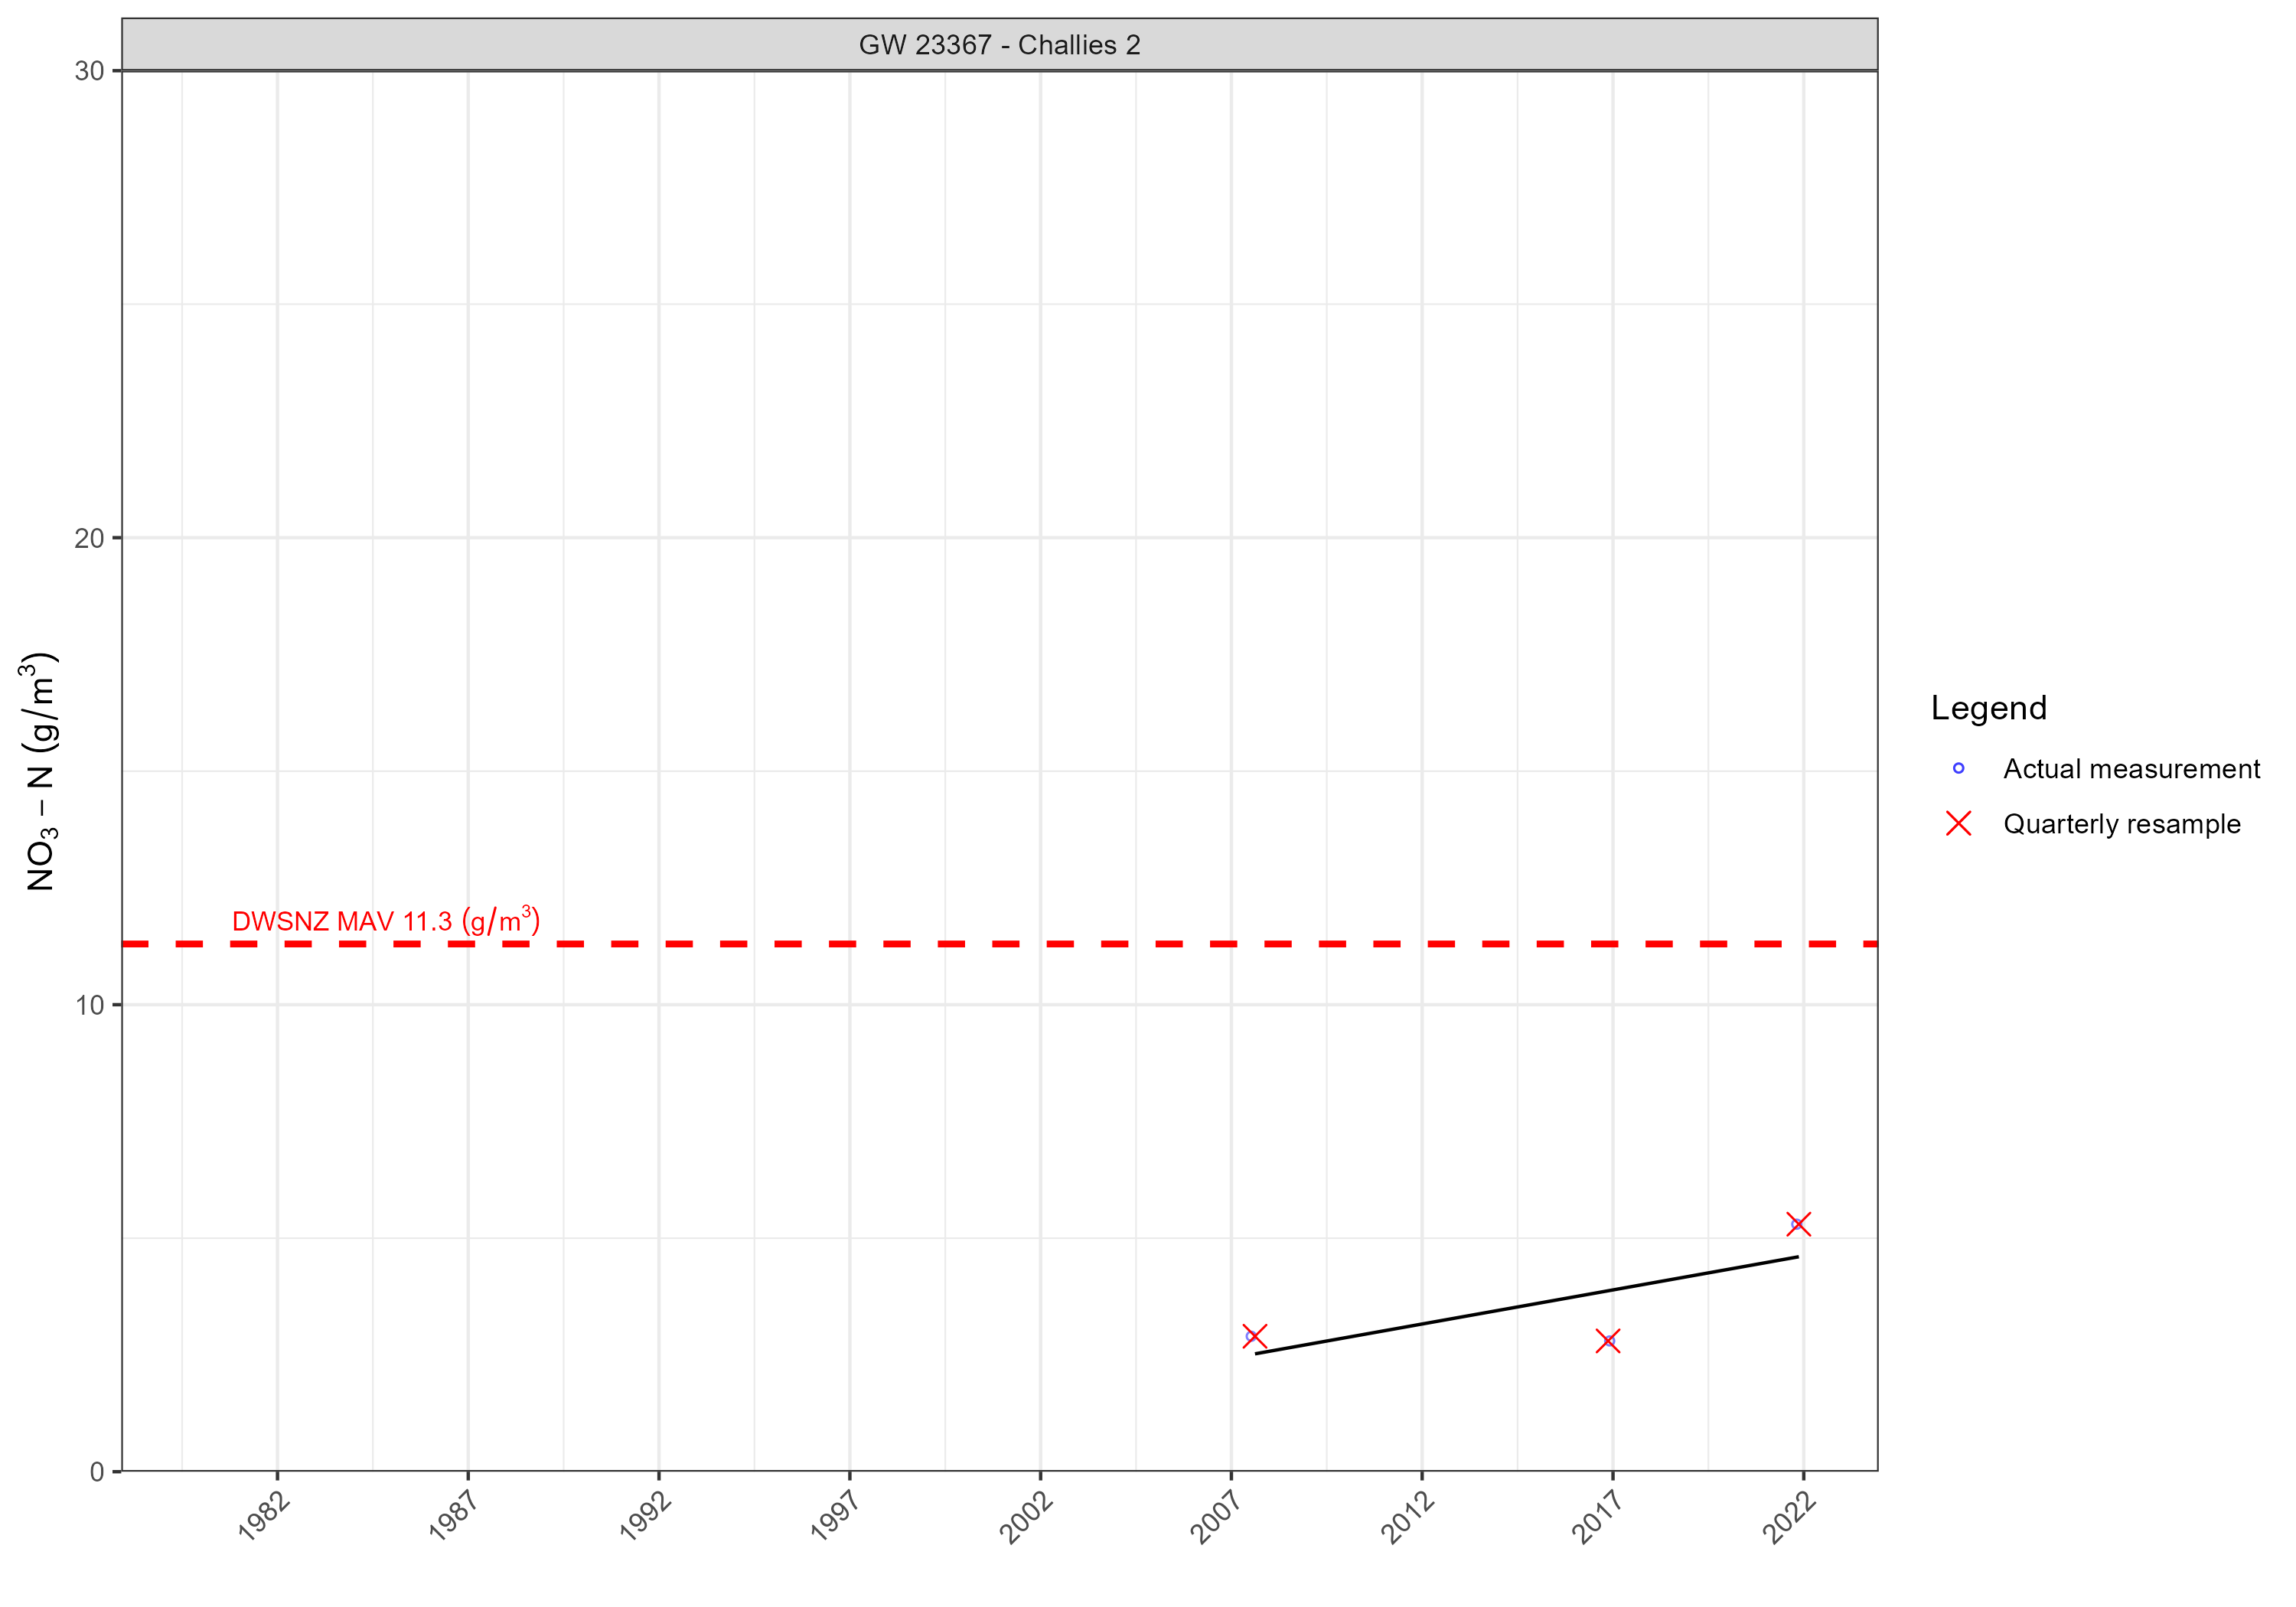 GW 23367 - Challies 2
30
20
10
0
NO₃ – N (g/m³)
DWSNZ MAV 11.3 (g/m³)
1982
1987
1992
1997
2002
2007
2012
2017
2022
Legend
Actual measurement
Quarterly resample